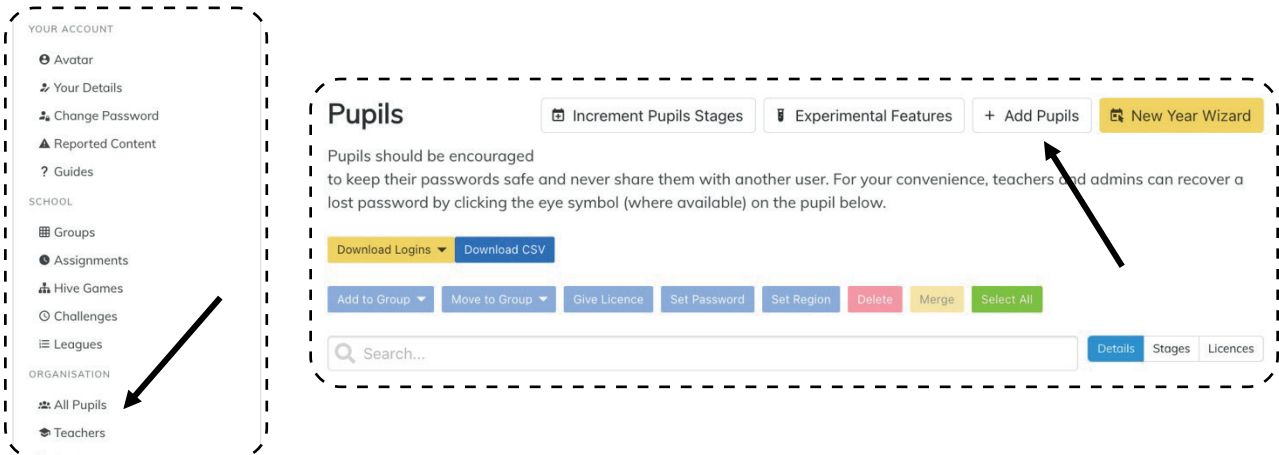 YOUR ACCOUNT
Avatar
Your Details
Change Password
Reported Content
? Guides
SCHOOL
Groups
Assignments
Hive Games
Challenges
Leagues
ORGANISATION
All Pupils
Teachers
Pupils
Increment Pupils Stages
Experimental Features
+ Add Pupils
New Year Wizard
Pupils should be encouraged
to keep their passwords safe and never share them with another user. For your convenience, teachers and admins can recover a
lost password by clicking the eye symbol (where available) on the pupil below.
Download Logins
Download CSV
Add to Group
Move to Group
Give Licence
Set Password
Set Region
Delete
Merge
Select All
Search...
Details
Stages
Licences